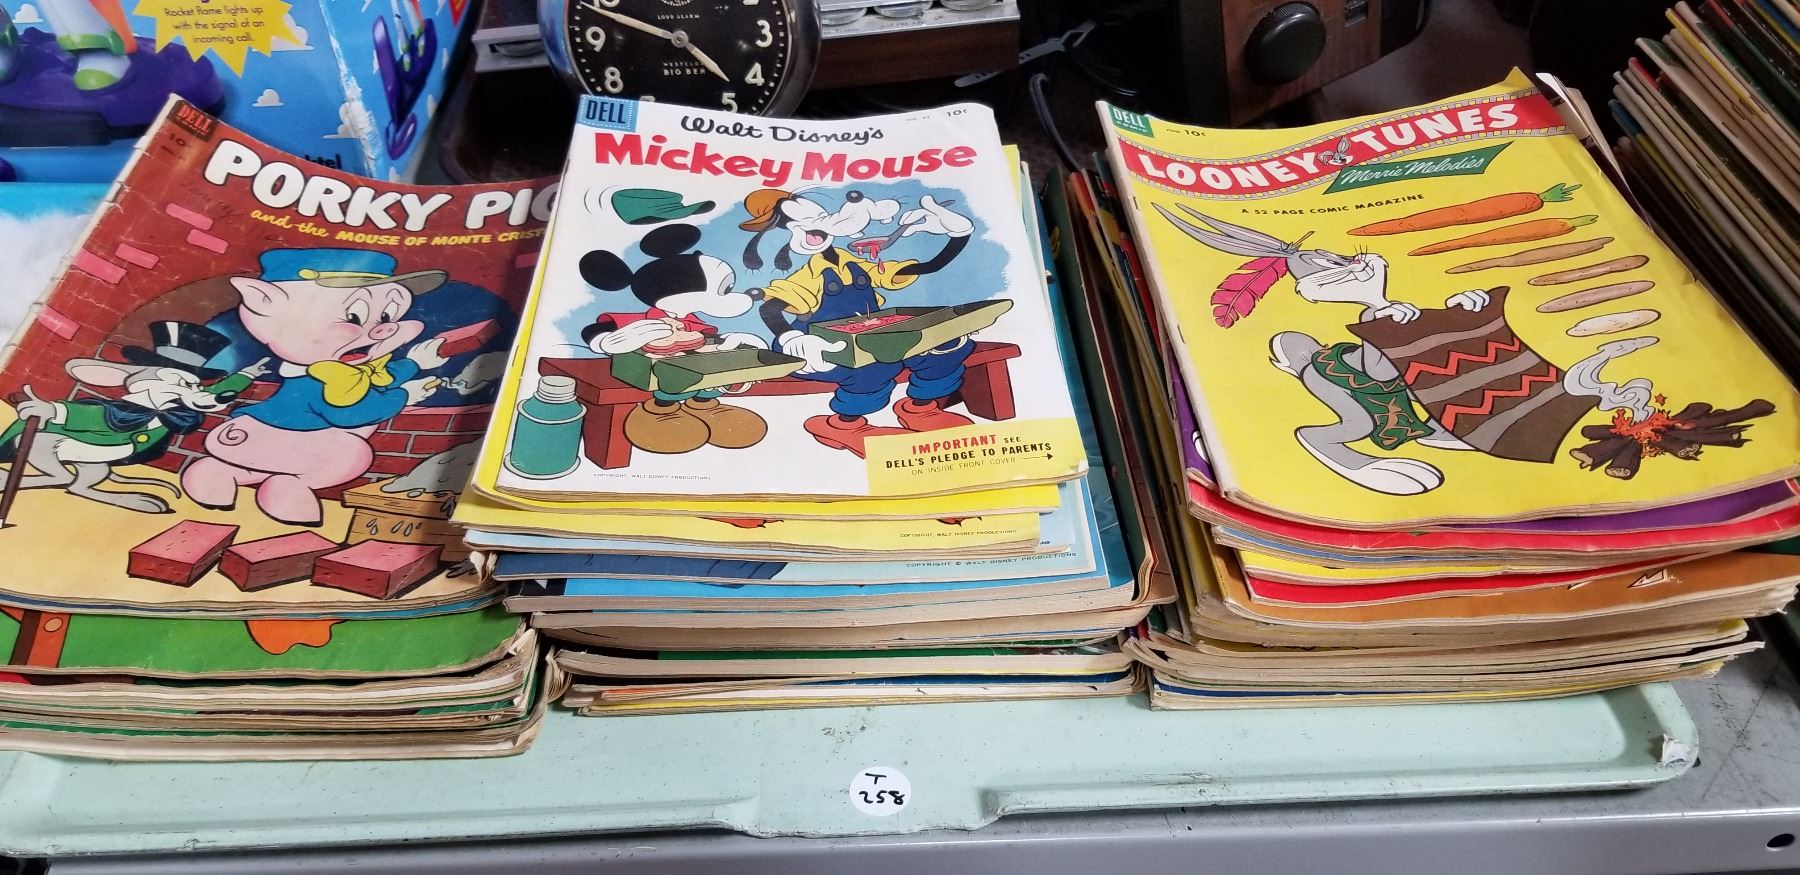 Rocket Flame lights up
with the signal of an
incoming call.
LOUD ALARM
9
3
8
4
5
WESTCLOX
BIG BEN
DELL
10¢
PORKY PIG
and the MOUSE OF MONTE CRISTO
DELL
10¢
Walt Disney's
Mickey Mouse
IMPORTANT SEE
DELL'S PLEDGE TO PARENTS
ON INSIDE FRONT COVER
COPYRIGHT, WALT DISNEY PRODUCTIONS
COPYRIGHT, WALT DISNEY PRODUCTIONS
COPYRIGHT © WALT DISNEY PRODUCTIONS
DELL
10¢
LOONEY TUNES
Merrie Melodies
A 52 PAGE COMIC MAGAZINE
T
258